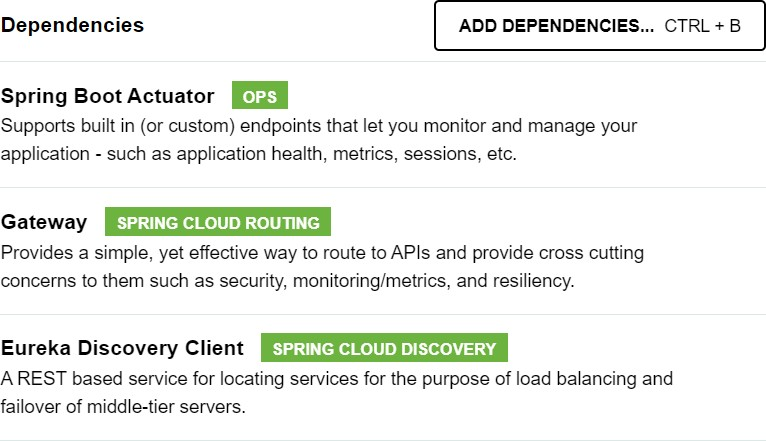 Dependencies ADD DEPENDENCIES... CTRL + B
Spring Boot Actuator OPS
Supports built in (or custom) endpoints that let you monitor and manage your
application - such as application health, metrics, sessions, etc.
Gateway SPRING CLOUD ROUTING
Provides a simple, yet effective way to route to APIs and provide cross cutting
concerns to them such as security, monitoring/metrics, and resiliency.
Eureka Discovery Client SPRING CLOUD DISCOVERY
A REST based service for locating services for the purpose of load balancing and
failover of middle-tier servers.